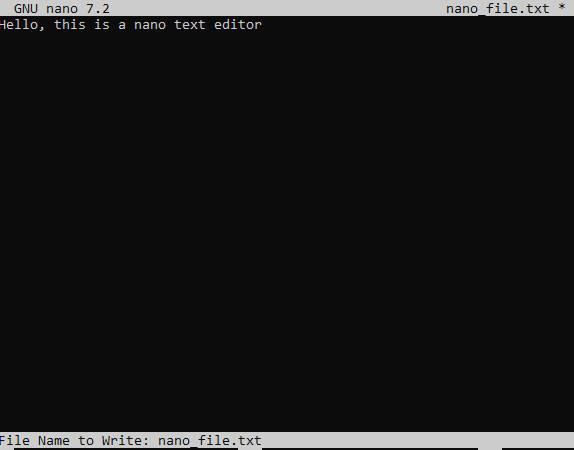 GNU nano 7.2 nano_file.txt *
Hello, this is a nano text editor
File Name to Write: nano_file.txt